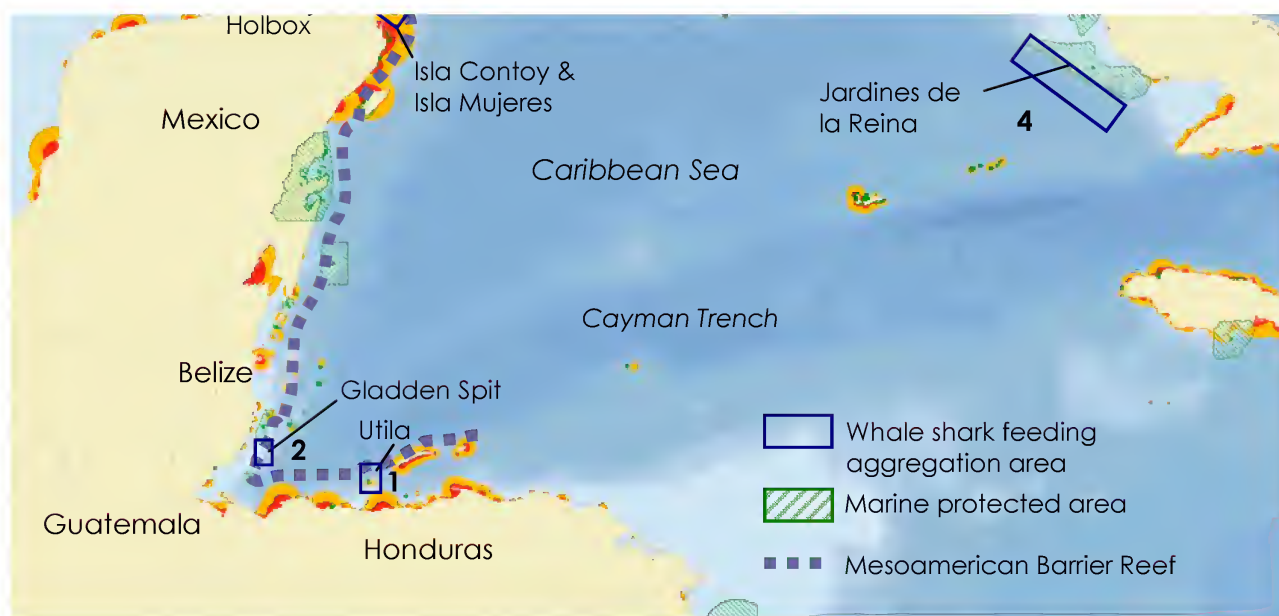 Holbox
Isla Contoy &
Isla Mujeres
Mexico
Jardines de
la Reina
4
Caribbean Sea
Cayman Trench
Belize
Gladden Spit
Utila
2
1
Whale shark feeding
aggregation area
Marine protected area
Guatemala
Honduras
Mesoamerican Barrier Reef